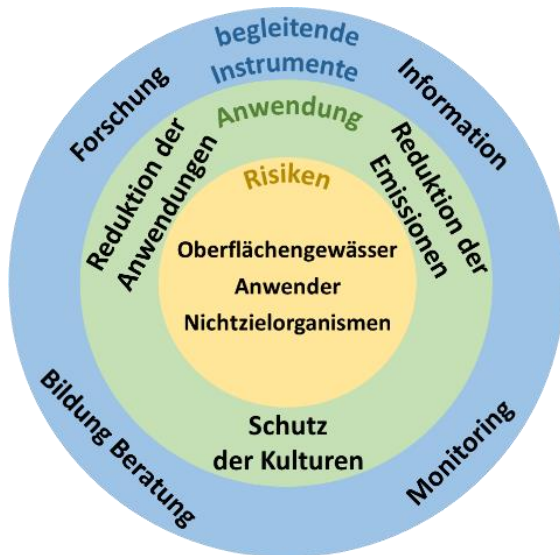 begleitende
Instrumente
Forschung
Information
Bildung Beratung
Monitoring
Anwendung
Reduktion der
Anwendungen
Reduktion der
Emissionen
Schutz
der Kulturen
Risiken
Oberflächengewässer
Anwender
Nichtzielorganismen